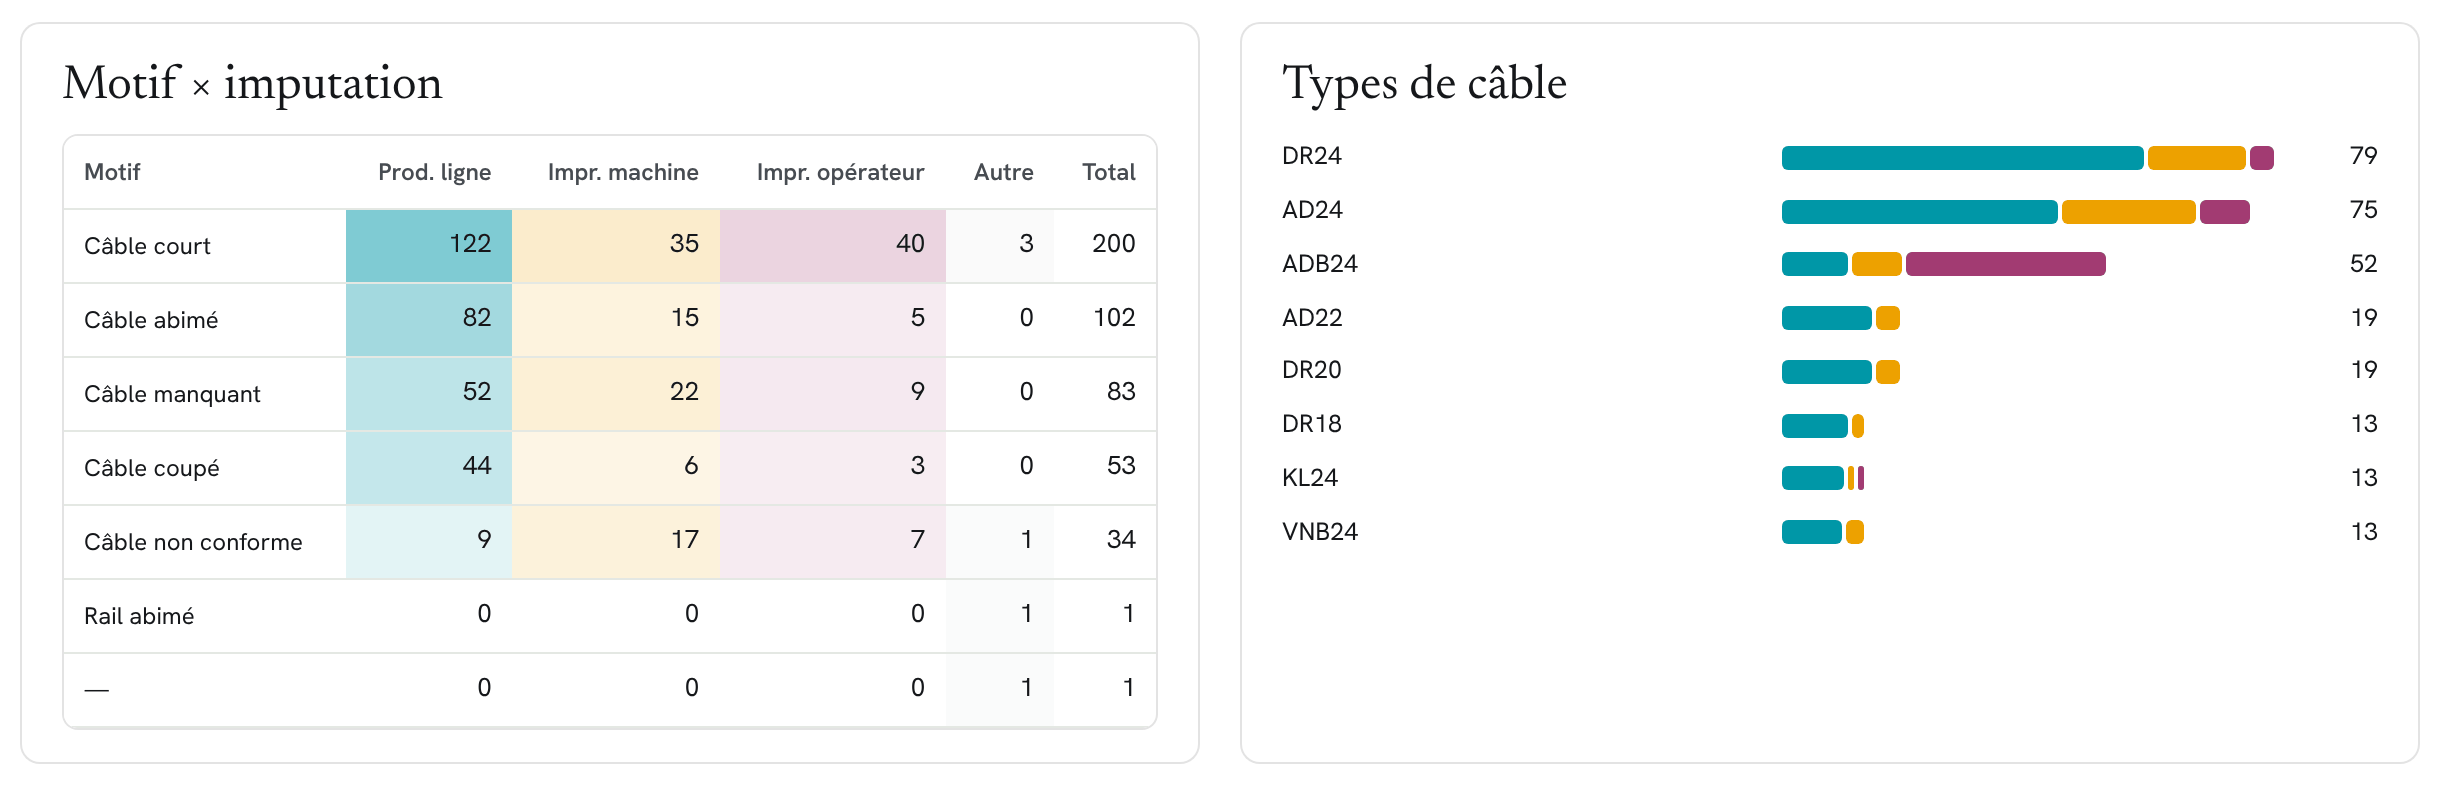 Motif × imputation
Motif Prod. ligne Impr. machine Impr. opérateur Autre Total
Câble court 122 35 40 3 200
Câble abimé 82 15 5 0 102
Câble manquant 52 22 9 0 83
Câble coupé 44 6 3 0 53
Câble non conforme 9 17 7 1 34
Rail abimé 0 0 0 1 1
— 0 0 0 1 1
Types de câble
DR24 79
AD24 75
ADB24 52
AD22 19
DR20 19
DR18 13
KL24 13
VNB24 13